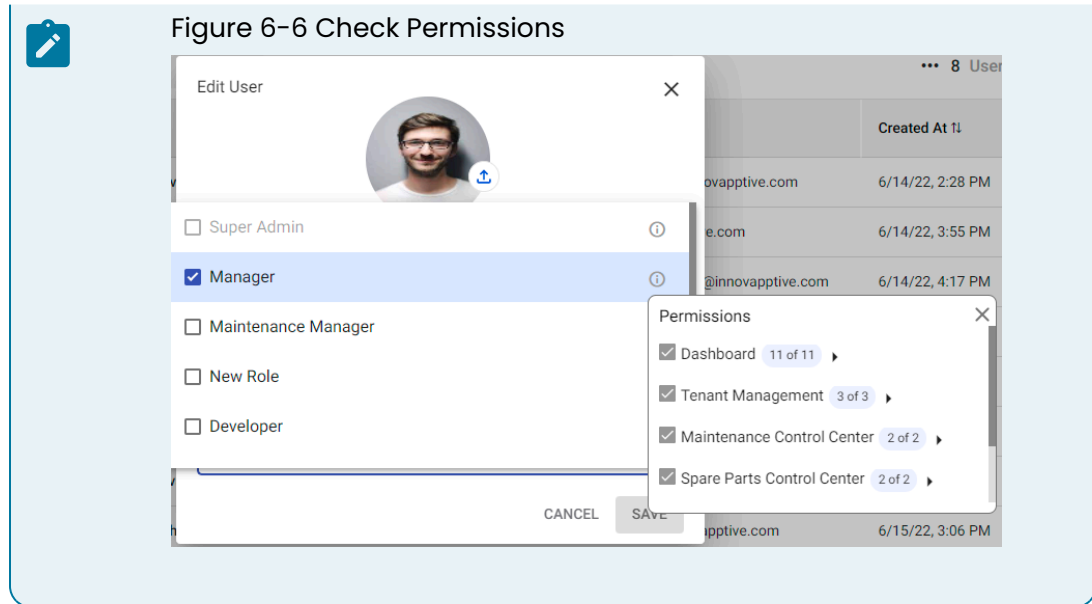 Figure 6-6 Check Permissions
••• 8 User
Edit User
Created At
ovapptive.com 6/14/22, 2:28 PM
Super Admin
e.com 6/14/22, 3:55 PM
Manager
@innovapptive.com 6/14/22, 4:17 PM
Permissions
Maintenance Manager
Dashboard 11 of 11
New Role
Tenant Management 3 of 3
Developer
Maintenance Control Center 2 of 2
Spare Parts Control Center 2 of 2
CANCEL SAVE
apptive.com 6/15/22, 3:06 PM